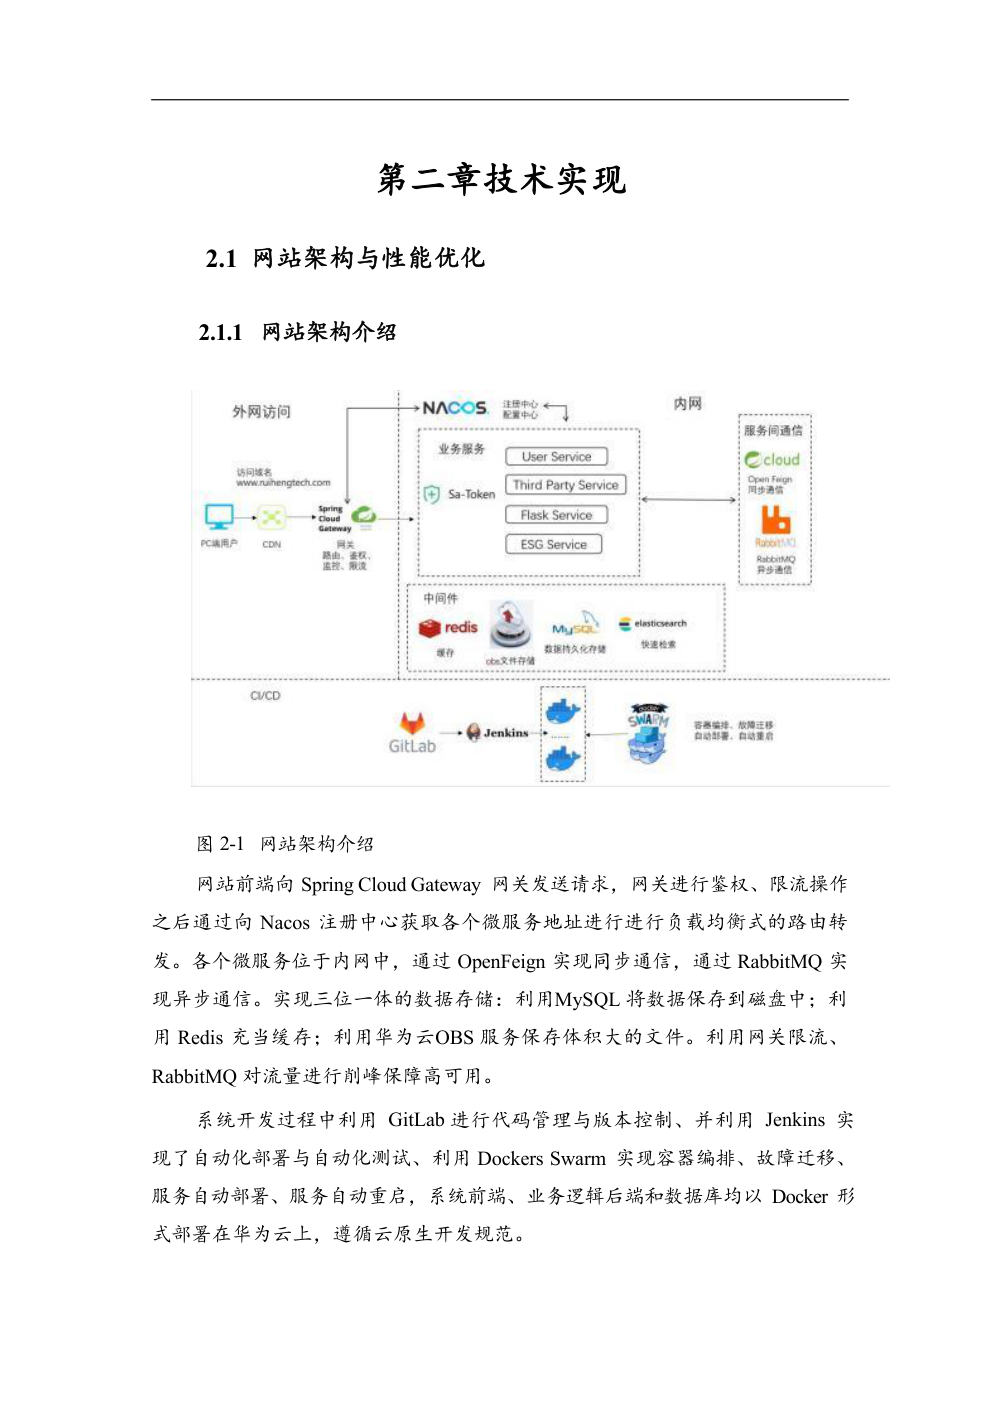 第二章技术实现
2.1 网站架构与性能优化
2.1.1 网站架构介绍
外网访问
NACOS.
注册中心
配置中心
内网
服务间通信
业务服务
User Service
Third Party Service
Flask Service
ESG Service
Sa-Token
cloud
Open Feign
同步通信
RabbitMQ
RabbitMQ
异步通信
访问域名
www.ruihengtech.com
PC端用户
CDN
Spring
Cloud
Gateway
网关
路由、鉴权、
监控、限流
中间件
redis
缓存
obs文件存储
MySQL
数据持久化存储
elasticsearch
快速检索
CI/CD
GitLab
Jenkins
......
docker
SWARM
容器编排、故障迁移
自动部署、自动重启
图 2-1 网站架构介绍
网站前端向 Spring Cloud Gateway 网关发送请求，网关进行鉴权、限流操作
之后通过向 Nacos 注册中心获取各个微服务地址进行进行负载均衡式的路由转
发。各个微服务位于内网中，通过 OpenFeign 实现同步通信，通过 RabbitMQ 实
现异步通信。实现三位一体的数据存储：利用MySQL 将数据保存到磁盘中；利
用 Redis 充当缓存；利用华为云OBS 服务保存体积大的文件。利用网关限流、
RabbitMQ 对流量进行削峰保障高可用。
系统开发过程中利用 GitLab 进行代码管理与版本控制、并利用 Jenkins 实
现了自动化部署与自动化测试、利用 Dockers Swarm 实现容器编排、故障迁移、
服务自动部署、服务自动重启，系统前端、业务逻辑后端和数据库均以 Docker 形
式部署在华为云上，遵循云原生开发规范。